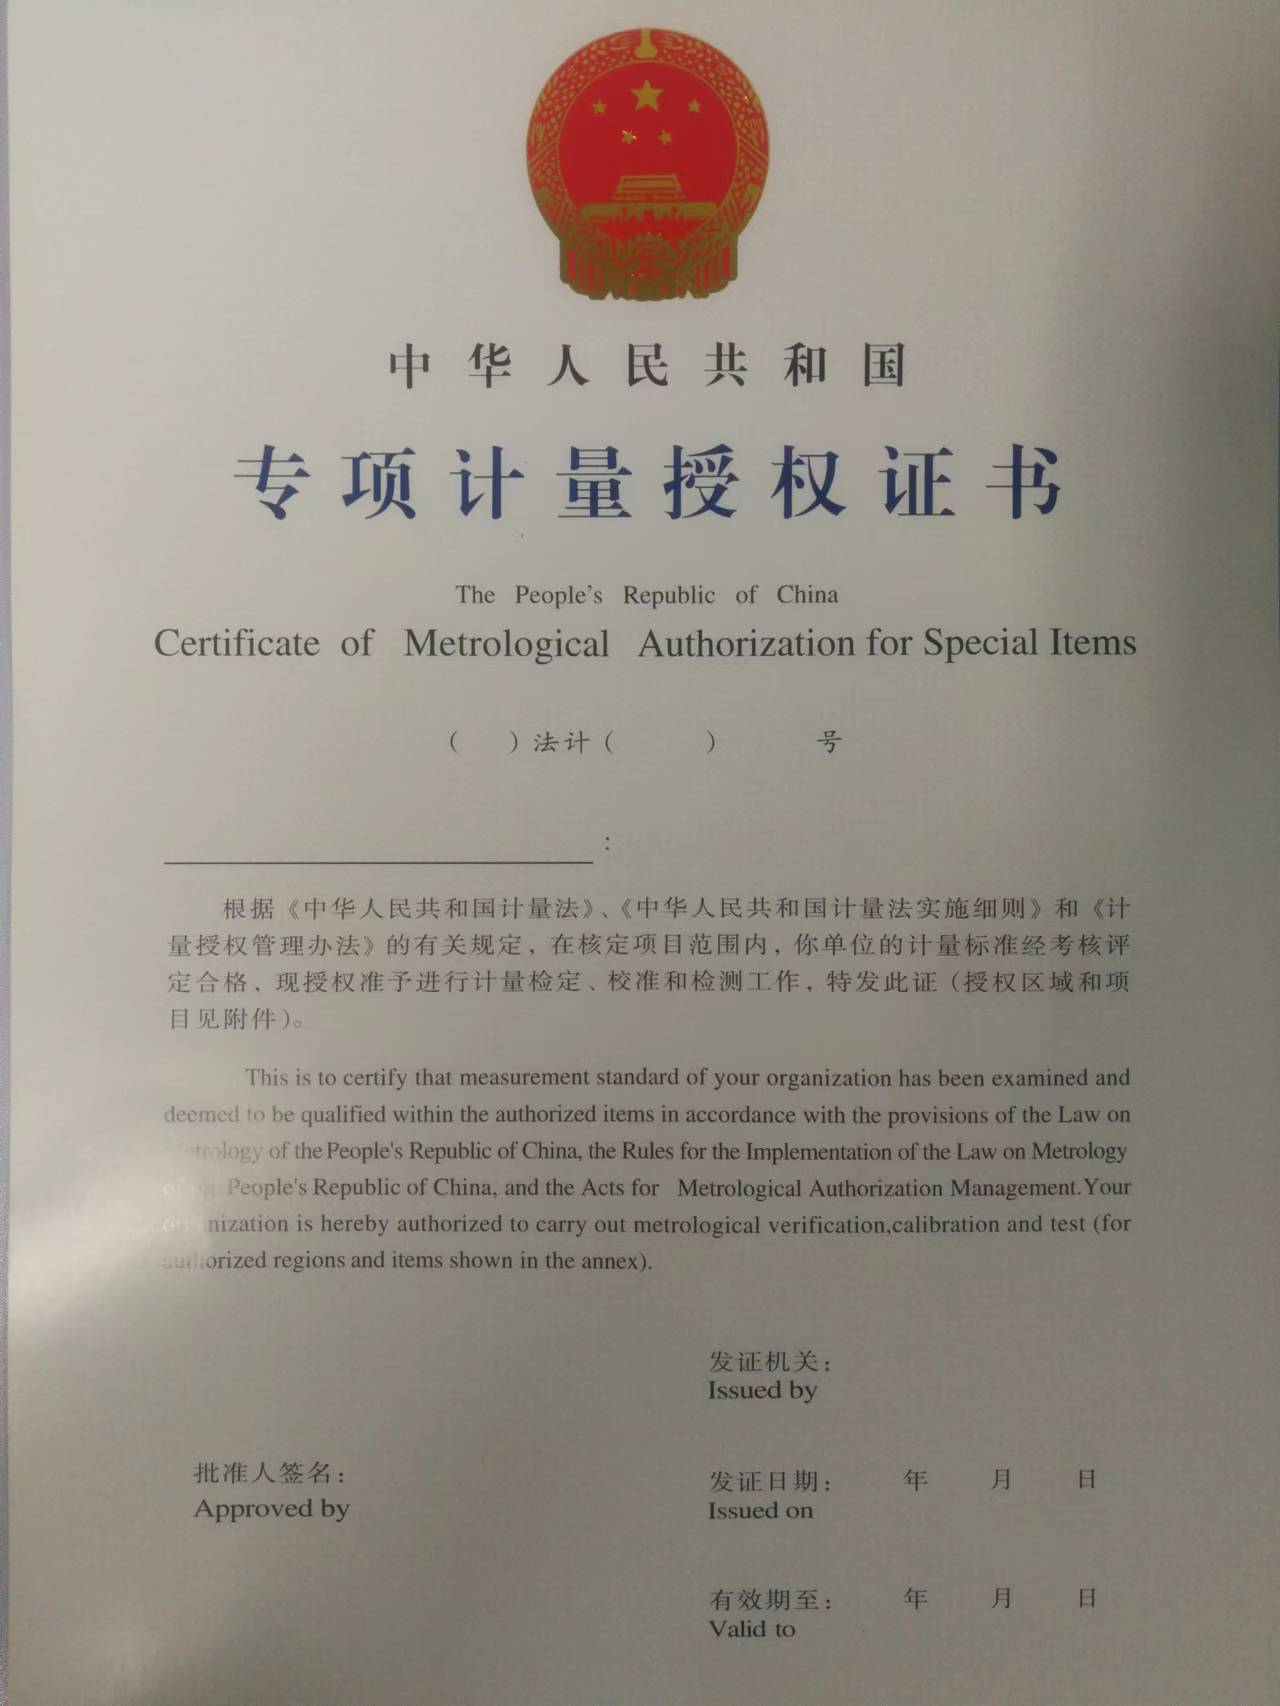 中华人民共和国
专项计量授权证书
The People's Republic of China
Certificate of Metrological Authorization for Special Items
( )法计( ) 号
:
根据《中华人民共和国计量法》、《中华人民共和国计量法实施细则》和《计
量授权管理办法》的有关规定，在核定项目范围内，你单位的计量标准经考核评
定合格，现授权准予进行计量检定、校准和检测工作，特发此证（授权区域和项
目见附件）。
This is to certify that measurement standard of your organization has been examined and
deemed to be qualified within the authorized items in accordance with the provisions of the Law on
Metrology of the People's Republic of China, the Rules for the Implementation of the Law on Metrology
of the People's Republic of China, and the Acts for Metrological Authorization Management.Your
organization is hereby authorized to carry out metrological verification,calibration and test (for
authorized regions and items shown in the annex).
发证机关：
Issued by
批准人签名：
Approved by
发证日期： 年 月 日
Issued on
有效期至： 年 月 日
Valid to